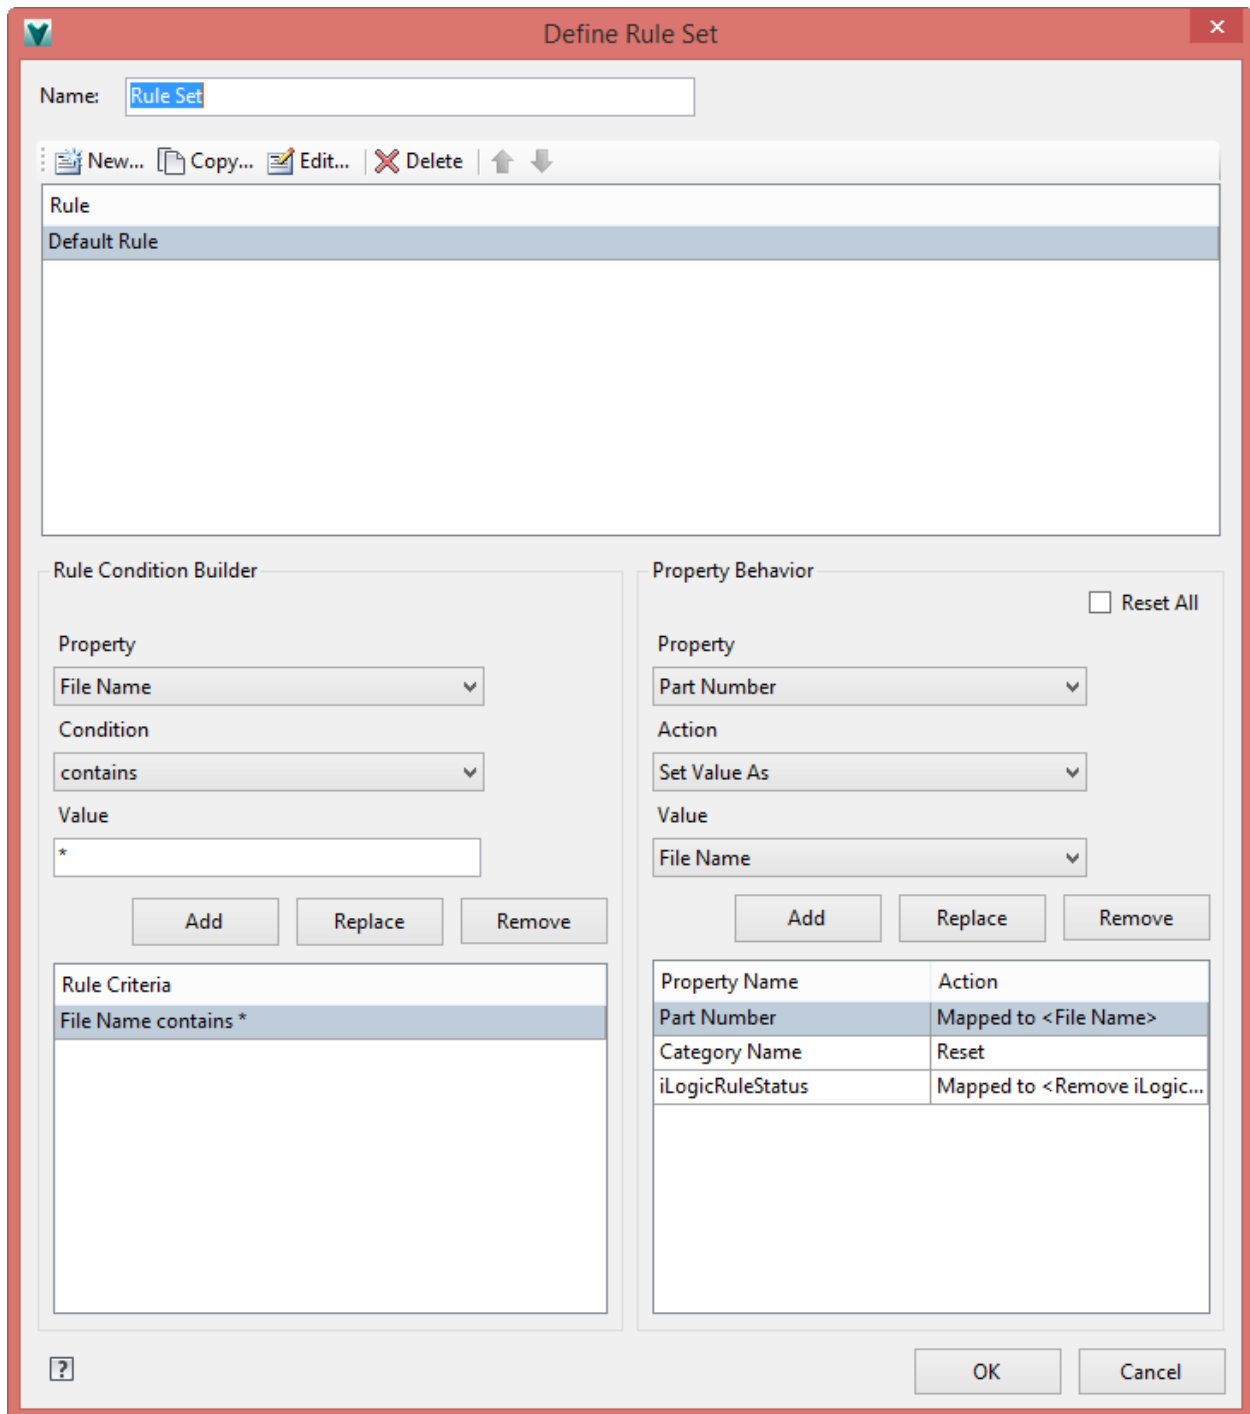 Define Rule Set
Name: Rule Set
New... Copy... Edit... Delete
Rule
Default Rule
Rule Condition Builder
Property
File Name
Condition
contains
Value
*
Add Replace Remove
Rule Criteria
File Name contains *
Property Behavior
Reset All
Property
Part Number
Action
Set Value As
Value
File Name
Add Replace Remove
Property Name Action
Part Number Mapped to <File Name>
Category Name Reset
iLogicRuleStatus Mapped to <Remove iLogic...
?
OK Cancel